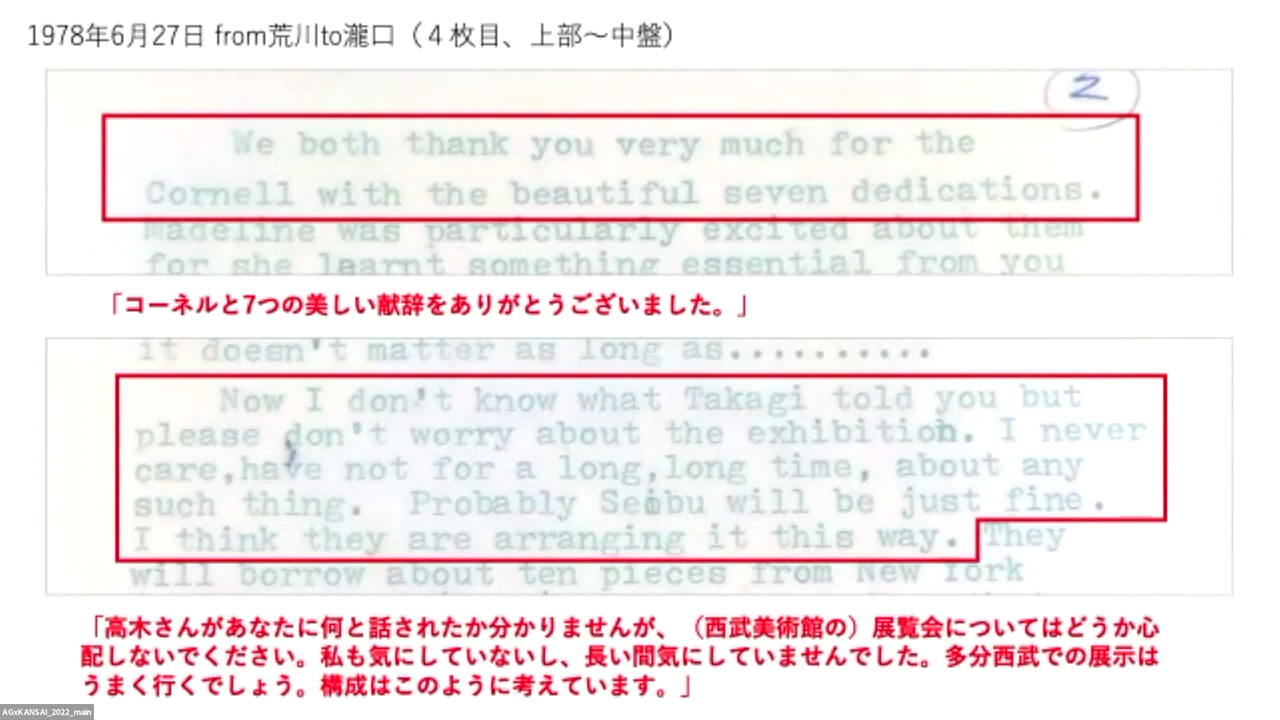 1978年6月27日 from荒川to瀧口（４枚目、上部～中盤）
2
We both thank you very much for the
Cornell with the beautiful seven dedications.
Madeline was particularly excited about them
for she learnt something essential from you
「コーネルと7つの美しい献辞をありがとうございました。」
it doesn't matter as long as..........
Now I don't know what Takagi told you but
please don't worry about the exhibition. I never
care,have not for a long,long time, about any
such thing. Probably Seibu will be just fine.
I think they are arranging it this way. They
will borrow about ten pieces from New York
「高木さんがあなたに何と話されたか分かりませんが、（西武美術館の）展覧会についてはどうか心
配しないでください。私も気にしていないし、長い間気にしていませんでした。多分西武での展示は
うまく行くでしょう。構成はこのように考えています。」
AGxKANSAI_2022_main